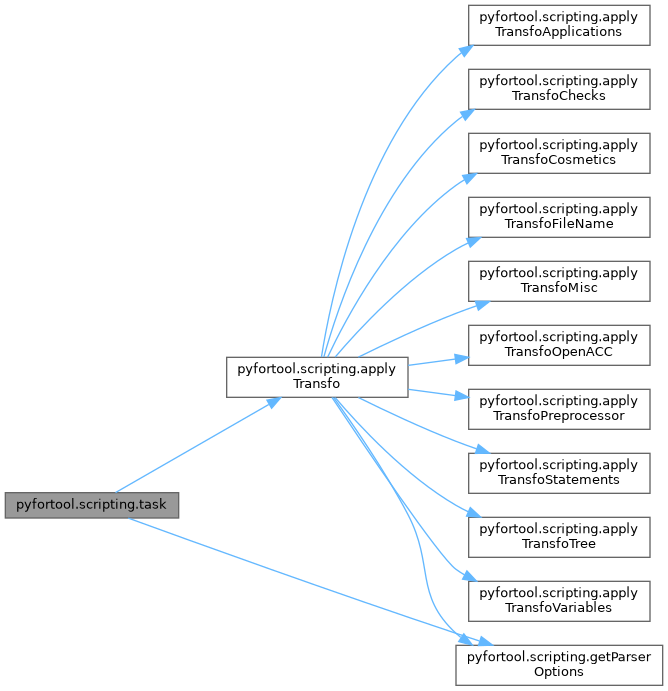 pyfortool.scripting.apply
TransfoApplications
pyfortool.scripting.apply
TransfoChecks
pyfortool.scripting.apply
TransfoCosmetics
pyfortool.scripting.apply
TransfoFileName
pyfortool.scripting.apply
TransfoMisc
pyfortool.scripting.apply
TransfoOpenACC
pyfortool.scripting.apply
Transfo
pyfortool.scripting.apply
TransfoPreprocessor
pyfortool.scripting.apply
TransfoStatements
pyfortool.scripting.task
pyfortool.scripting.apply
TransfoTree
pyfortool.scripting.apply
TransfoVariables
pyfortool.scripting.getParser
Options